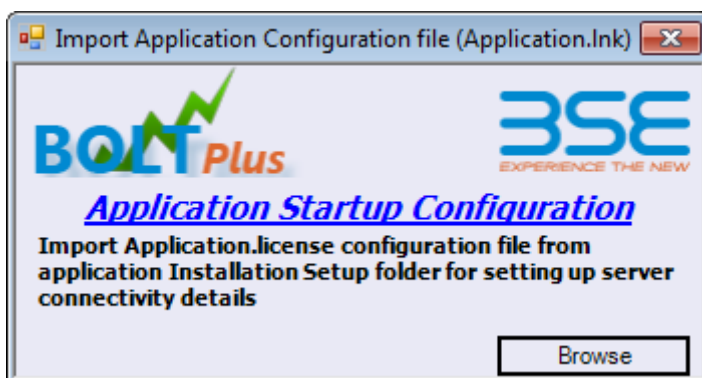 Import Application Configuration file (Application.lnk)
BOLT Plus
BSE
EXPERIENCE THE NEW
Application Startup Configuration
Import Application.license configuration file from
application Installation Setup folder for setting up server
connectivity details
Browse